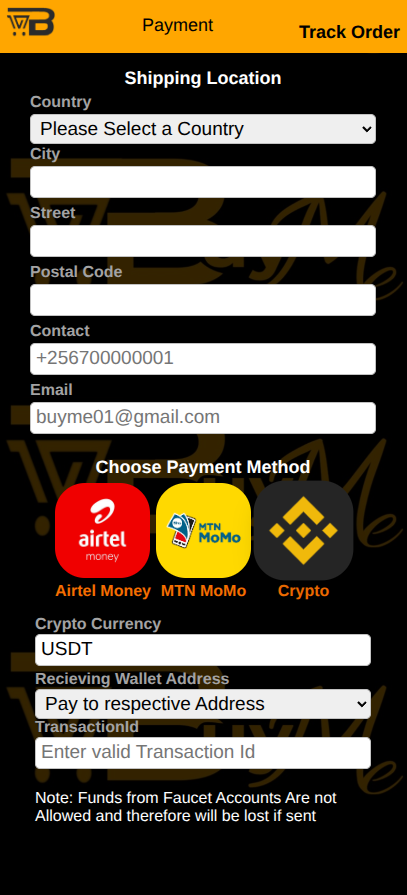 B
Payment
Track Order
Shipping Location
Country
Please Select a Country
City
Street
Postal Code
Contact
+256700000001
Email
buyme01@gmail.com
Choose Payment Method
airtel
money
MTN
MoMo
Airtel Money
MTN MoMo
Crypto
Crypto Currency
USDT
Recieving Wallet Address
Pay to respective Address
TransactionId
Enter valid Transaction Id
Note: Funds from Faucet Accounts Are not
Allowed and therefore will be lost if sent
BuyMe
BuyMe
BuyMe